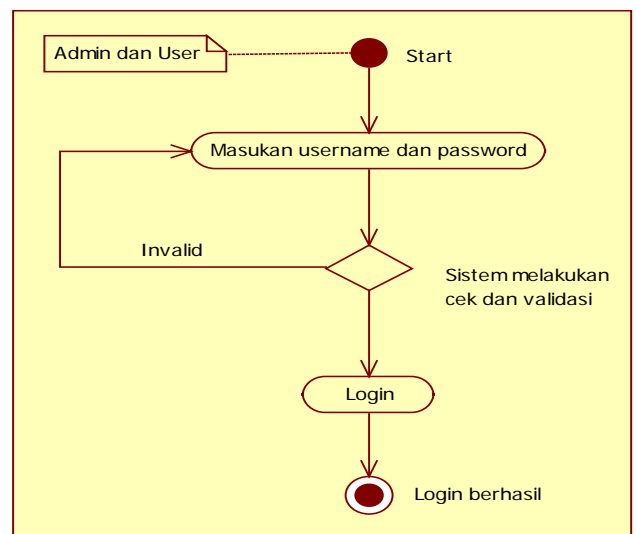 Admin dan User
Start
Masukan username dan password
Invalid
Sistem melakukan
cek dan validasi
Login
Login berhasil